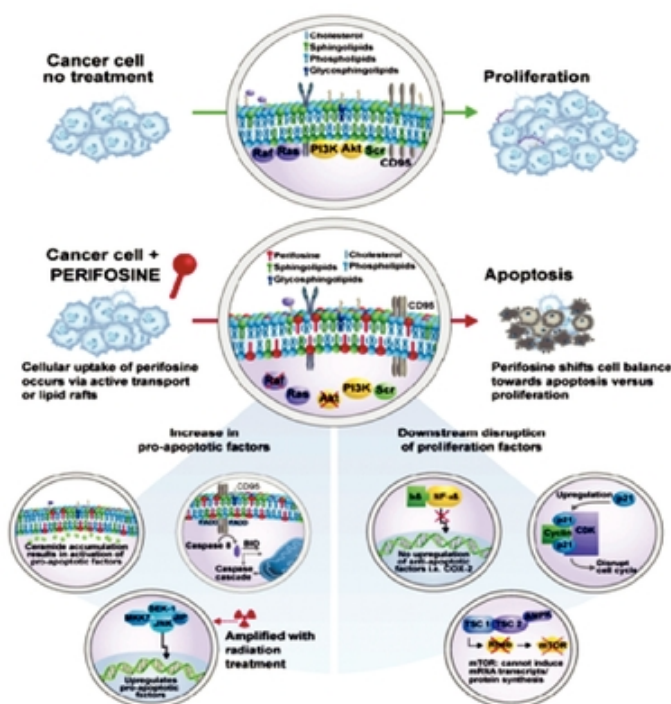 Cancer cell
no treatment
Cholesterol
Sphingolipids
Phospholipids
Glycosphingolipids
Proliferation
Raf Ras PI3K Akt Scr
CD95
Cancer cell +
PERIFOSINE
Perifosine Cholesterol
Sphingolipids Phospholipids
Glycosphingolipids
CD95
Apoptosis
Raf Ras Akt PI3K Scr
Cellular uptake of perifosine
occurs via active transport
or lipid rafts
Perifosine shifts cell balance
towards apoptosis versus
proliferation
Increase in
pro-apoptotic factors
Downstream disruption
of proliferation factors
Ceramide accumulation
results in activation of
pro-apoptotic factors
CD95
FADD FADD
Caspase 8
BID
Caspase
cascade
No upregulation
of anti-apoptotic
factors i.e. COX-2
Upregulation p21
p21
Cyclin CDK
p21
Disrupt
cell cycle
SEK-1
MKK7
JNK
Amplified with
radiation
treatment
Upregulates
pro-apoptotic
factors
TSC 1 TSC 2 AMPK
Rheb mTOR
mTOR: cannot induce
mRNA transcripts/
protein synthesis